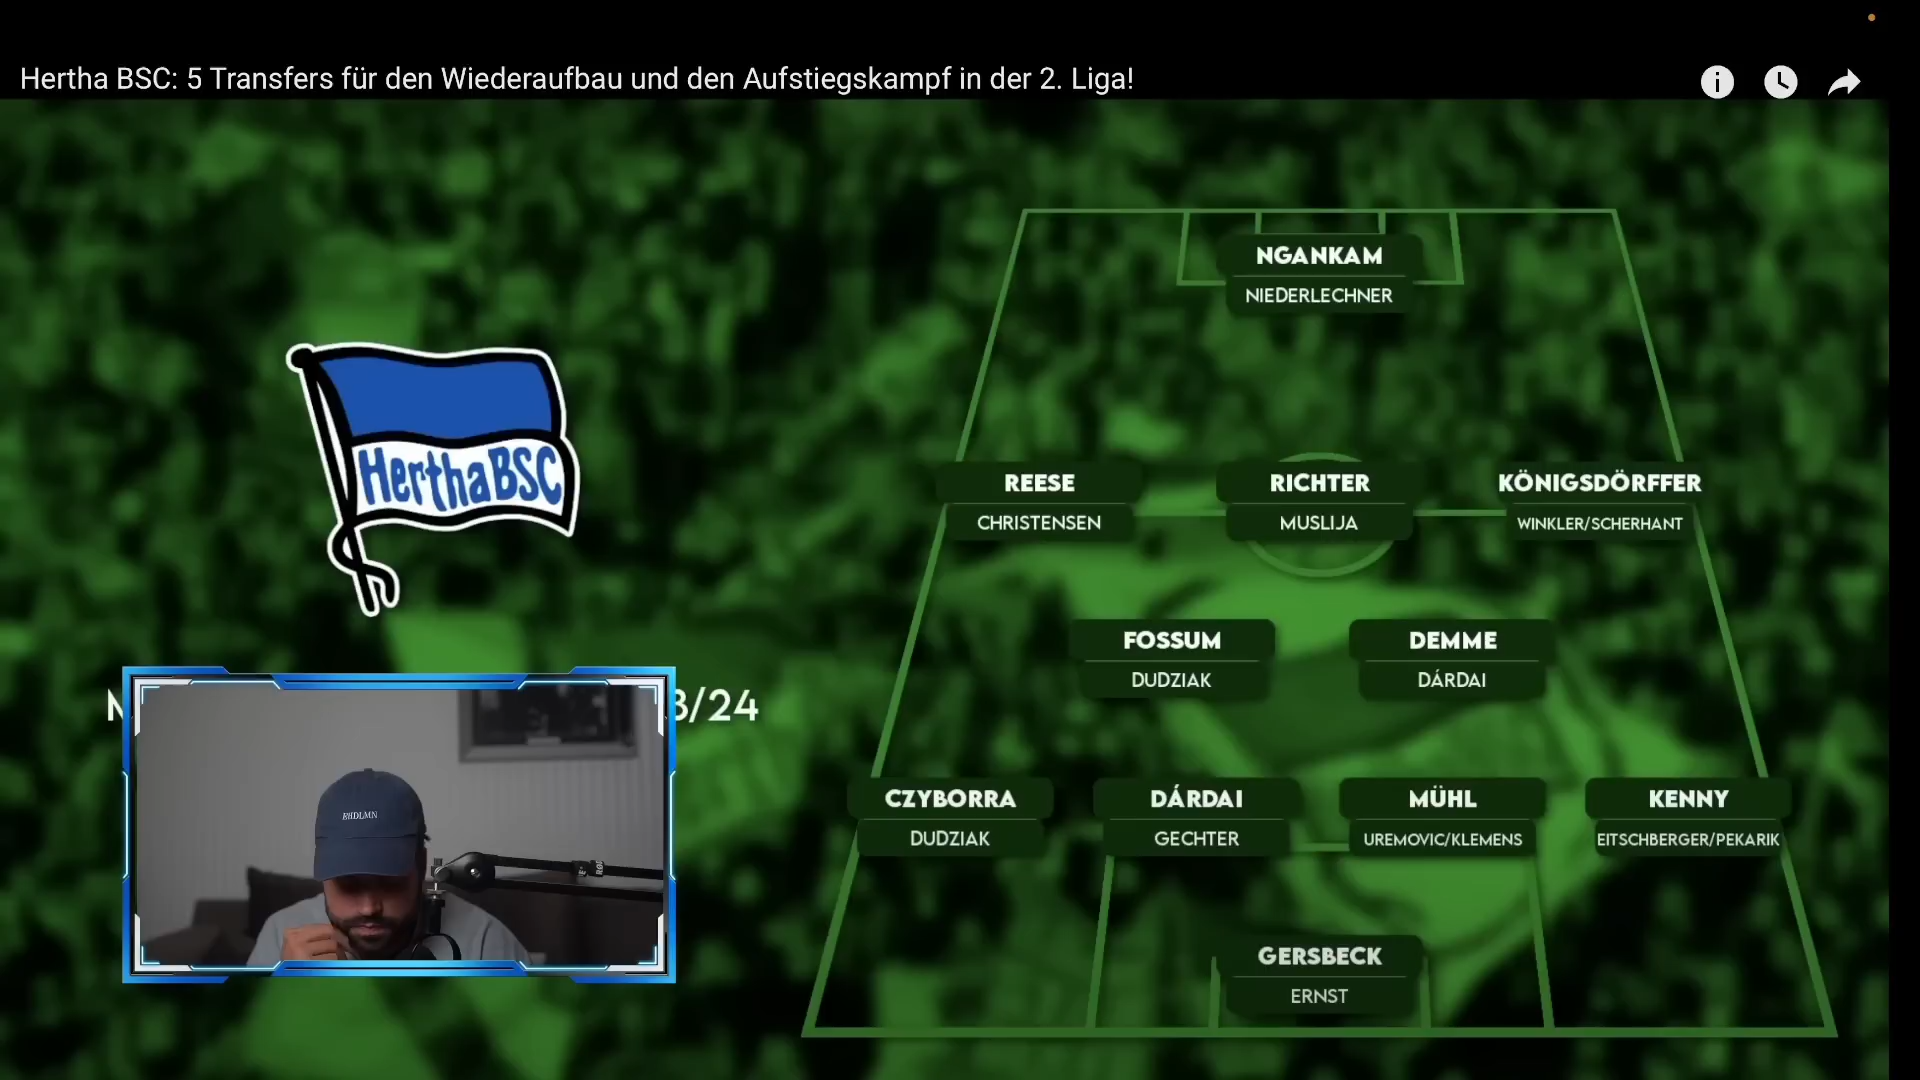 Hertha BSC: 5 Transfers für den Wiederaufbau und den Aufstiegskampf in der 2. Liga!
NGANKAM
NIEDERLECHNER
HerthaBSC
REESE
CHRISTENSEN
RICHTER
MUSLIJA
KÖNIGSDÖRFFER
WINKLER/SCHERHANT
FOSSUM
DUDZIAK
DEMME
DÁRDAI
/24
CZYBORRA
DUDZIAK
DÁRDAI
GECHTER
MÜHL
UREMOVIC/KLEMENS
KENNY
EITSCHBERGER/PEKARIK
GERSBECK
ERNST